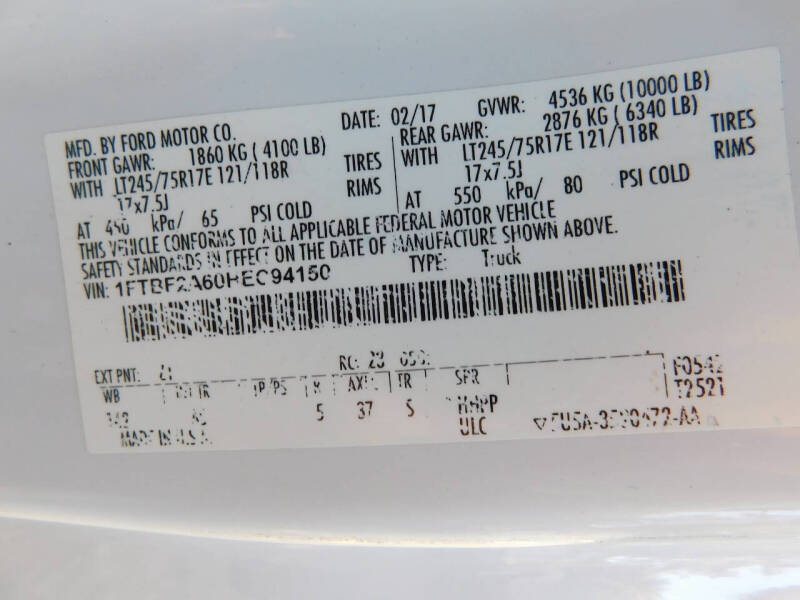 MFD. BY FORD MOTOR CO.
DATE: 02/17 GVWR: 4536 KG (10000 LB)
FRONT GAWR: 1860 KG ( 4100 LB)
REAR GAWR: 2876 KG ( 6340 LB)
WITH LT245/75R17E 121/118R TIRES
WITH LT245/75R17E 121/118R TIRES
17x7.5J RIMS
17x7.5J RIMS
AT 450 kPa/ 65 PSI COLD
AT 550 kPa/ 80 PSI COLD
THIS VEHICLE CONFORMS TO ALL APPLICABLE FEDERAL MOTOR VEHICLE
SAFETY STANDARDS IN EFFECT ON THE DATE OF MANUFACTURE SHOWN ABOVE.
VIN: 1FTBF2A60HEC94150
TYPE: Truck
EXT PNT: Z1 RC: 23
WB TP/PS R AXLE TR SPR F0542
5 37 S HHPP T2521
MADE IN U.S.A. ULC